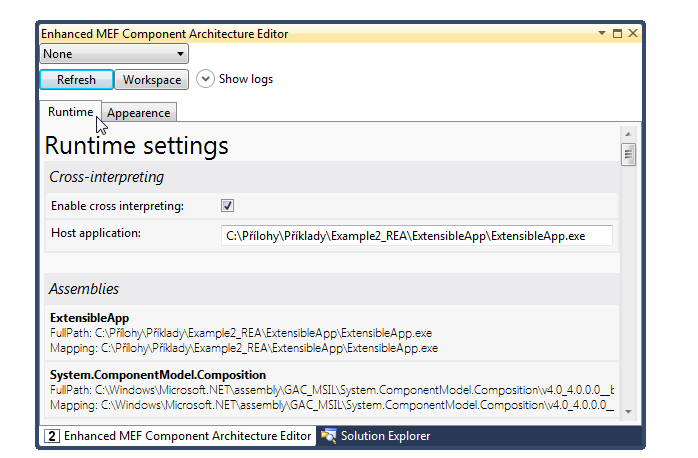 Enhanced MEF Component Architecture Editor
None
Refresh Workspace Show logs
Runtime Appearence
Runtime settings
Cross-interpreting
Enable cross interpreting:
Host application: C:\Přílohy\Příklady\Example2_REA\ExtensibleApp\ExtensibleApp.exe
Assemblies
ExtensibleApp
FullPath: C:\Přílohy\Příklady\Example2_REA\ExtensibleApp\ExtensibleApp.exe
Mapping: C:\Přílohy\Příklady\Example2_REA\ExtensibleApp\ExtensibleApp.exe
System.ComponentModel.Composition
FullPath: C:\Windows\Microsoft.NET\assembly\GAC_MSIL\System.ComponentModel.Composition\v4.0_4.0.0.0__b
Mapping: C:\Windows\Microsoft.NET\assembly\GAC_MSIL\System.ComponentModel.Composition\v4.0_4.0.0.0__
2 Enhanced MEF Component Architecture Editor Solution Explorer